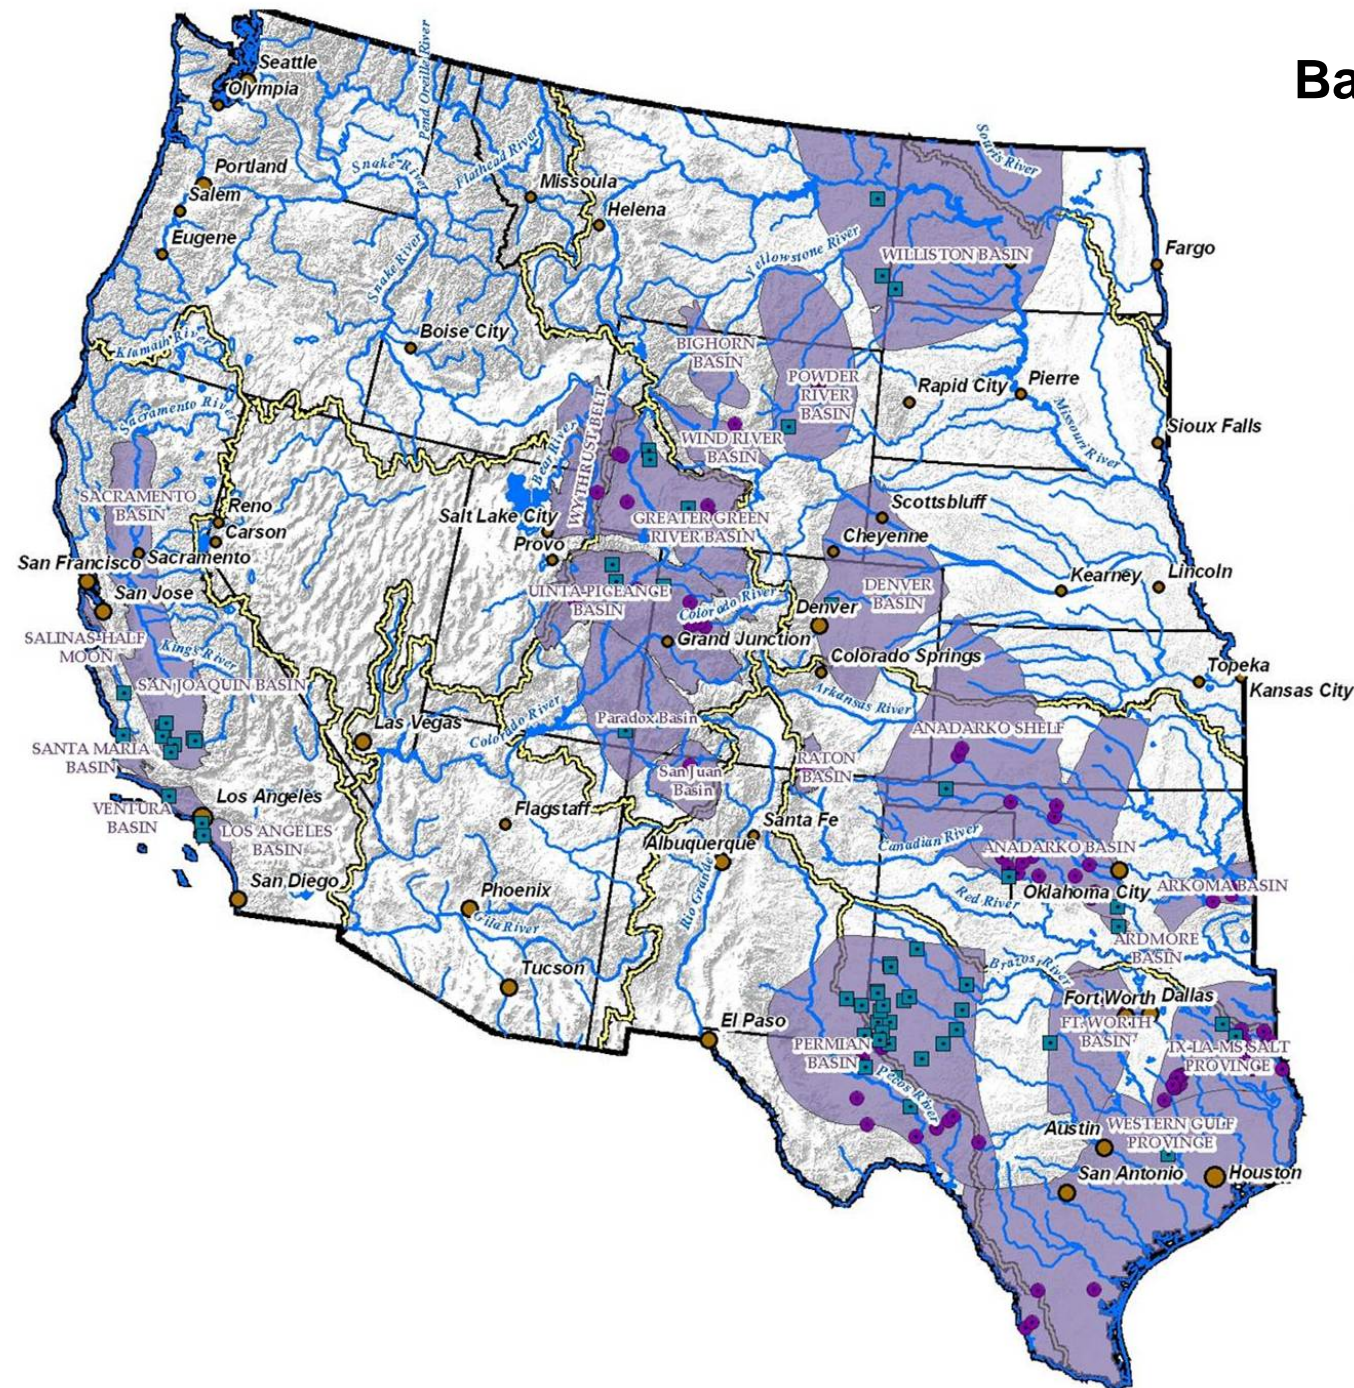 Ba
Seattle
Olympia
Pend Oreille River
Souris River
Portland
Snake River
Flathead River
Salem
Missoula
Helena
Eugene
Yellowstone River
WILLISTON BASIN
Fargo
Snake River
Klamath River
Boise City
BIGHORN
BASIN
POWDER
RIVER
BASIN
Rapid City
Pierre
Missouri River
Sacramento River
Sioux Falls
WIND RIVER
BASIN
Bear River
WYTHRUST BELT
SACRAMENTO
BASIN
Reno
Carson
Salt Lake City
GREATER GREEN
RIVER BASIN
Scottsbluff
Cheyenne
San Francisco
Sacramento
Provo
San Jose
UINTA-PICEANCE
BASIN
Colorado River
DENVER
BASIN
Denver
Kearney
Lincoln
SALINAS-HALF
MOON
Kings River
Grand Junction
Colorado Springs
Topeka
Kansas City
SAN JOAQUIN BASIN
Arkansas River
Las Vegas
Colorado River
Paradox Basin
ANADARKO SHELF
SANTA MARIA
BASIN
San Juan
Basin
RATON
BASIN
VENTURA
BASIN
Los Angeles
LOS ANGELES
BASIN
Flagstaff
Santa Fe
Albuquerque
Canadian River
ANADARKO BASIN
San Diego
Phoenix
Gila River
Rio Grande
Red River
Oklahoma City
ARKOMA BASIN
ARDMORE
BASIN
Tucson
Brazos River
Fort Worth
Dallas
El Paso
FT. WORTH
BASIN
PERMIAN
BASIN
TX-LA-MS SALT
PROVINCE
Pecos River
Austin
WESTERN GULF
PROVINCE
San Antonio
Houston